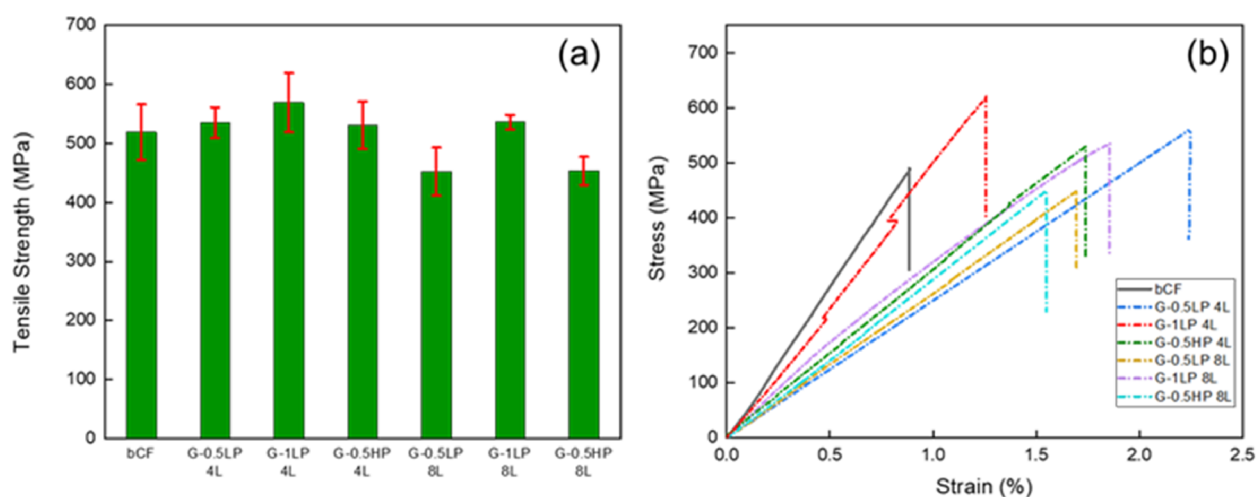 (a)
Tensile Strength (MPa)
700
600
500
400
300
200
100
0
bCF
G-0.5LP
4L
G-1LP
4L
G-0.5HP
4L
G-0.5LP
8L
G-1LP
8L
G-0.5HP
8L
(b)
Stress (MPa)
700
600
500
400
300
200
100
0
0.0
0.5
1.0
1.5
2.0
2.5
Strain (%)
bCF
G-0.5LP 4L
G-1LP 4L
G-0.5HP 4L
G-0.5LP 8L
G-1LP 8L
G-0.5HP 8L